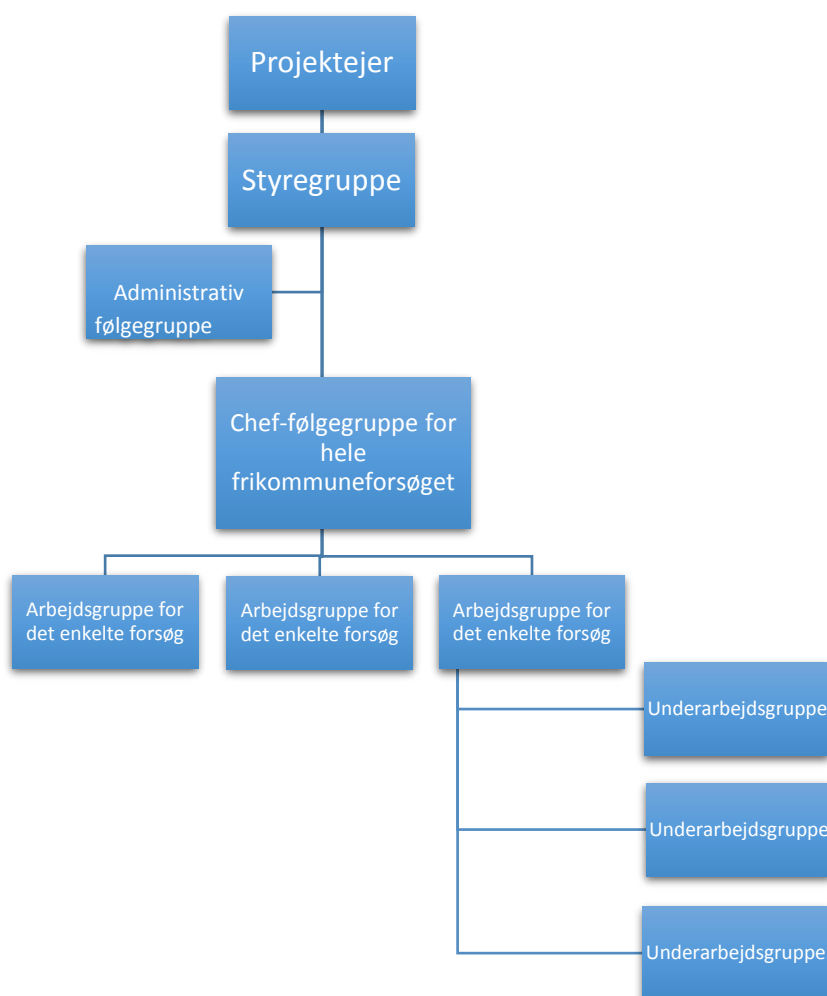 Projektejer
Styregruppe
Administrativ
følgegruppe
Chef-følgegruppe for
hele
frikommuneforsøget
Arbejdsgruppe for
det enkelte forsøg
Arbejdsgruppe for
det enkelte forsøg
Arbejdsgruppe for
det enkelte forsøg
Underarbejdsgruppe
Underarbejdsgruppe
Underarbejdsgruppe